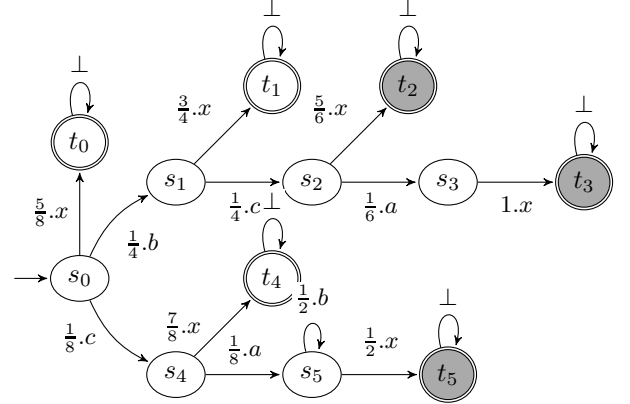 ⊥ ⊥
t₁ t₂
⊥ 3/4.x 5/6.x ⊥
t₀
s₁ s₂ s₃ t₃
5/8.x 1/4.c 1/6.a 1.x
1/4.b ⊥
s₀ t₄
1/2.b ⊥
1/8.c 7/8.x 1/8.a 1/2.x
s₄ s₅ t₅